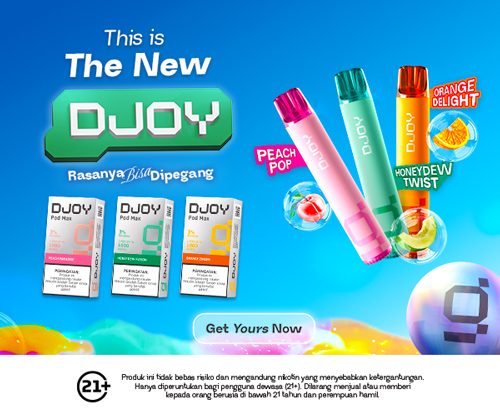 This is
The New
DJOY
Rasanya Bisa Dipegang
PEACH
POP
DJOY
DJOY
DJOY
ORANGE
DELIGHT
HONEYDEW
TWIST
DJOY
Pod Max
3%
PERINGATAN:
DJOY
Pod Max
3%
PERINGATAN:
DJOY
Pod Max
3%
PERINGATAN:
Get Yours Now
21+
Produk ini tidak bebas risiko dan mengandung nikotin yang menyebabkan ketergantungan.
Hanya diperuntukan bagi pengguna dewasa (21+). Dilarang menjual atau memberi
kepada orang berusia di bawah 21 tahun dan perempuan hamil.